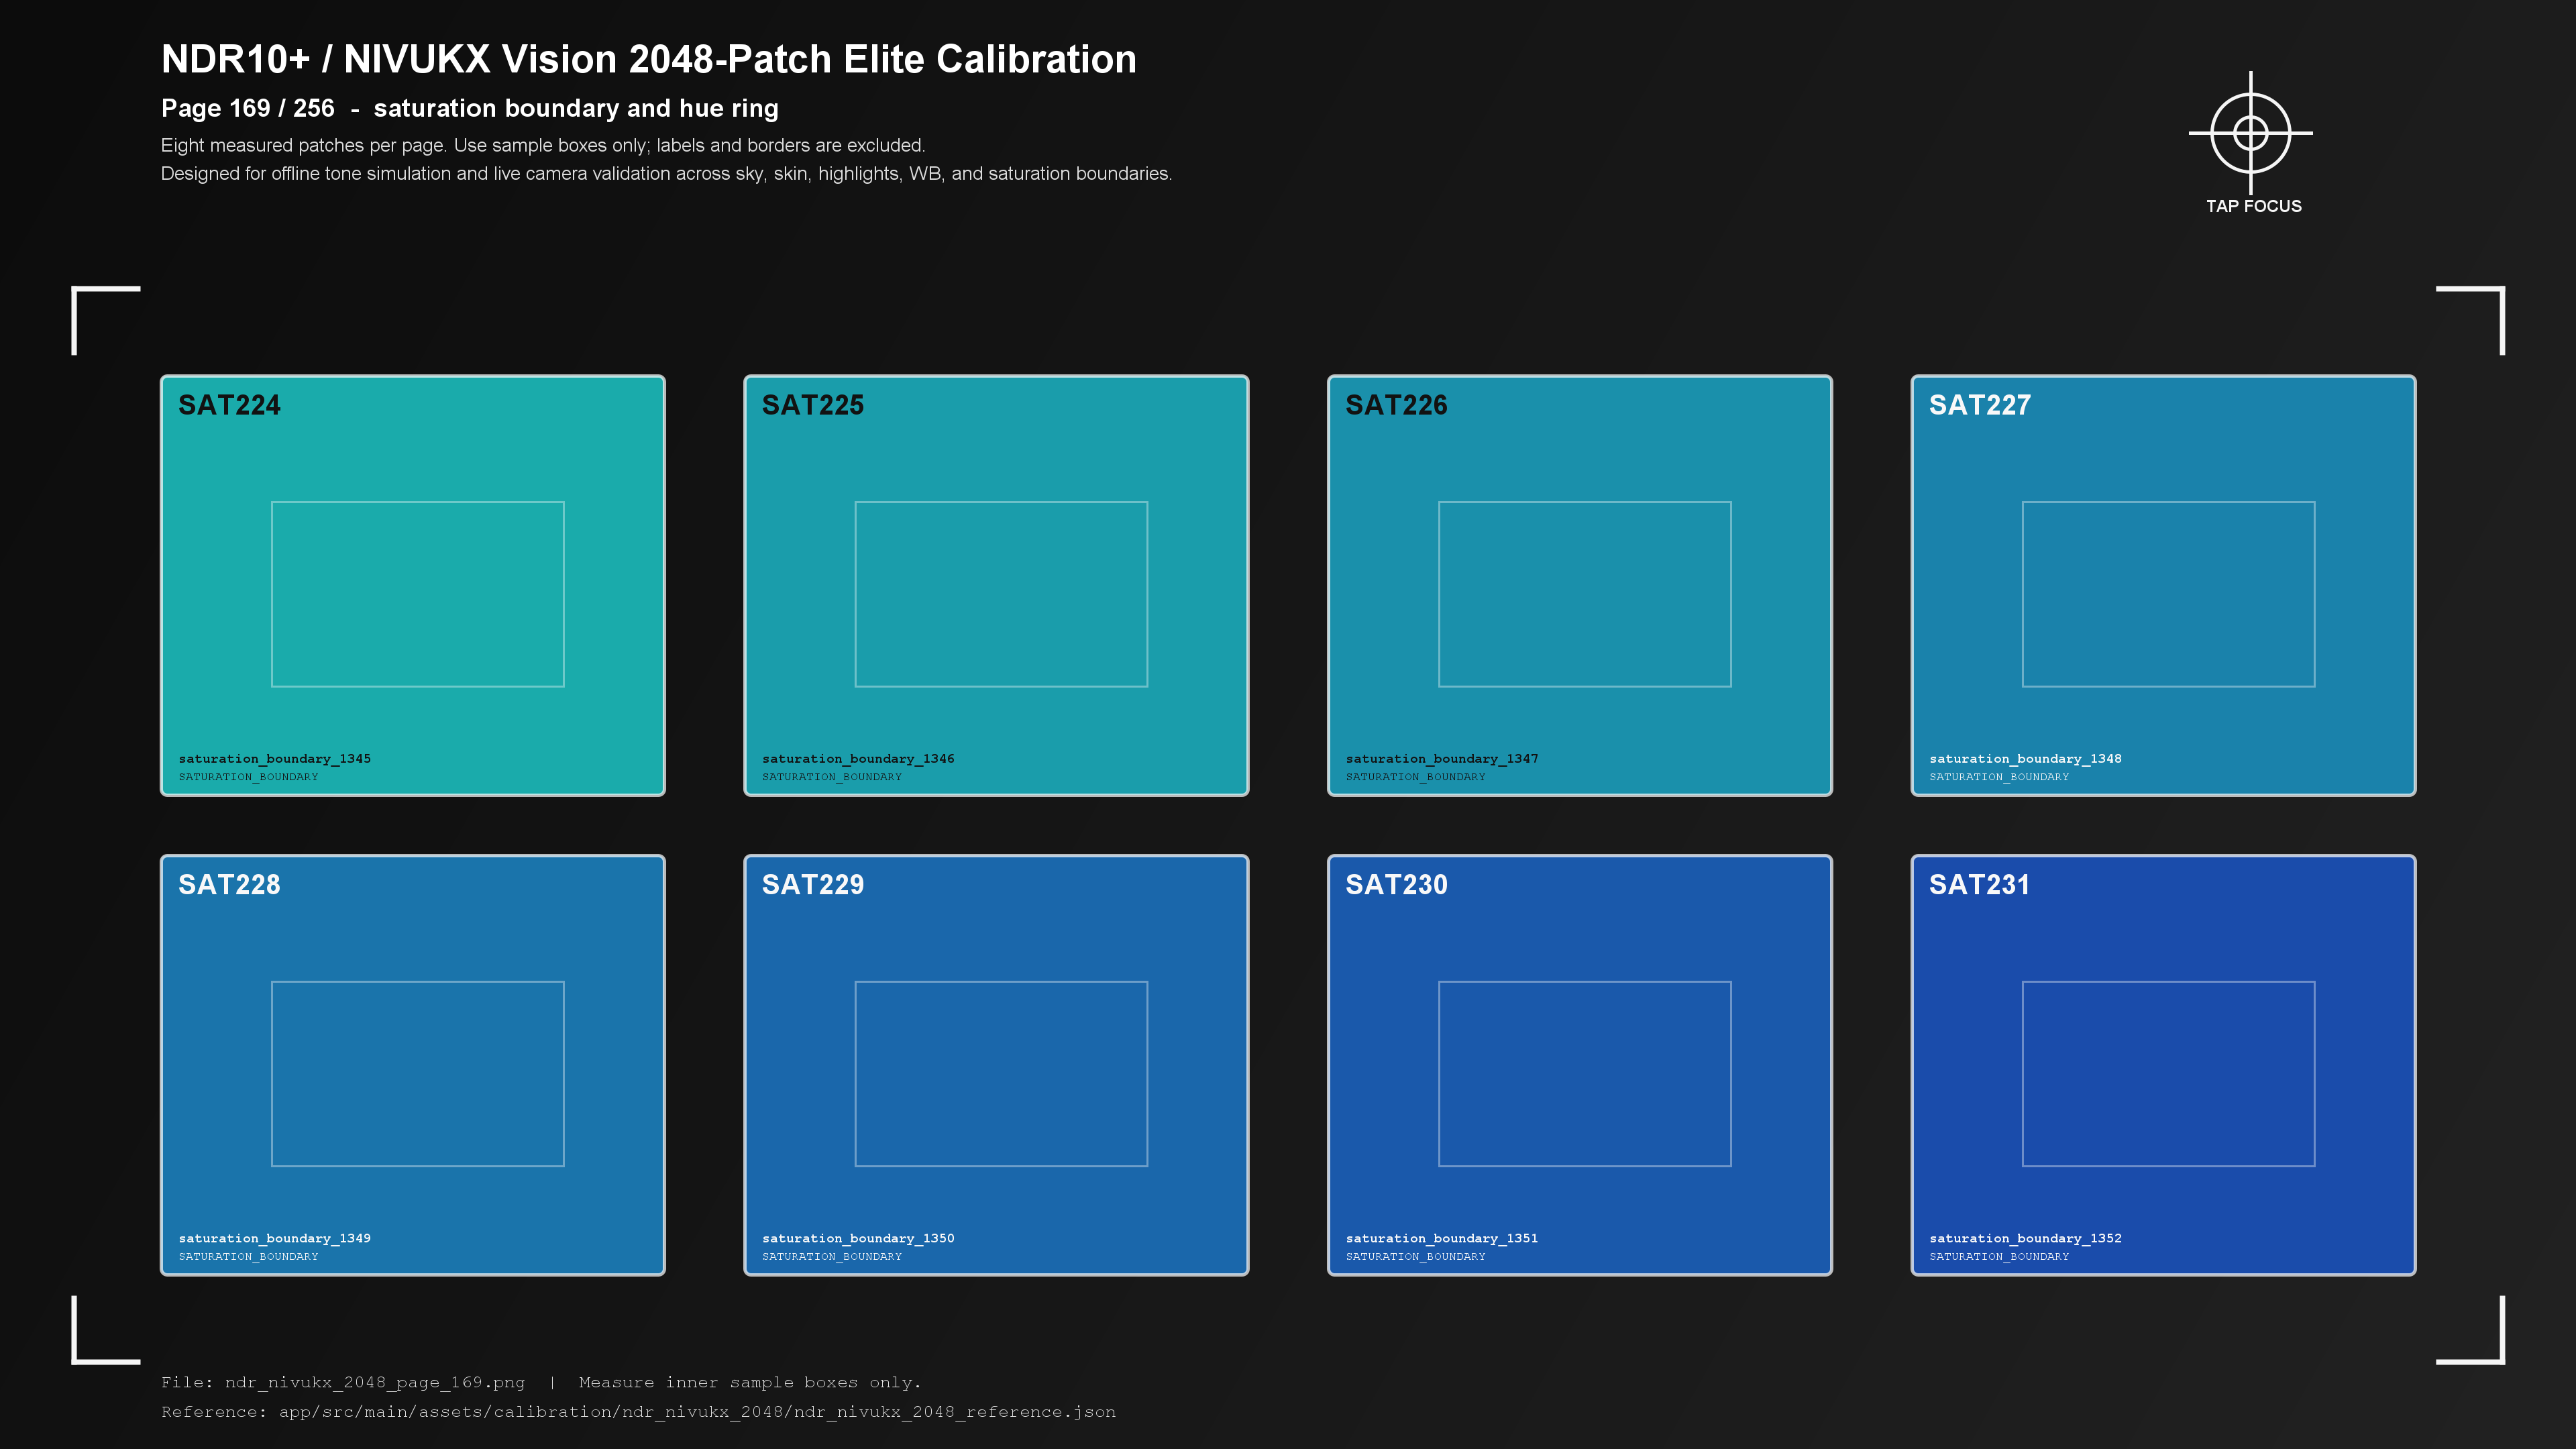 NDR10+ / NIVUKX Vision 2048-Patch Elite Calibration
Page 169 / 256 - saturation boundary and hue ring
Eight measured patches per page. Use sample boxes only; labels and borders are excluded.
Designed for offline tone simulation and live camera validation across sky, skin, highlights, WB, and saturation boundaries.
TAP FOCUS
SAT224
saturation_boundary_1345
SATURATION_BOUNDARY
SAT225
saturation_boundary_1346
SATURATION_BOUNDARY
SAT226
saturation_boundary_1347
SATURATION_BOUNDARY
SAT227
saturation_boundary_1348
SATURATION_BOUNDARY
SAT228
saturation_boundary_1349
SATURATION_BOUNDARY
SAT229
saturation_boundary_1350
SATURATION_BOUNDARY
SAT230
saturation_boundary_1351
SATURATION_BOUNDARY
SAT231
saturation_boundary_1352
SATURATION_BOUNDARY
File: ndr_nivukx_2048_page_169.png | Measure inner sample boxes only.
Reference: app/src/main/assets/calibration/ndr_nivukx_2048/ndr_nivukx_2048_reference.json